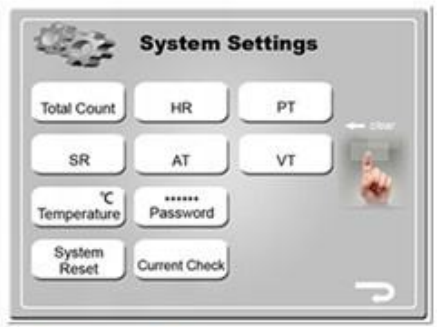 System Settings
Total Count
HR
PT
← clear
SR
AT
VT
℃
Temperature
••••••
Password
System
Reset
Current Check